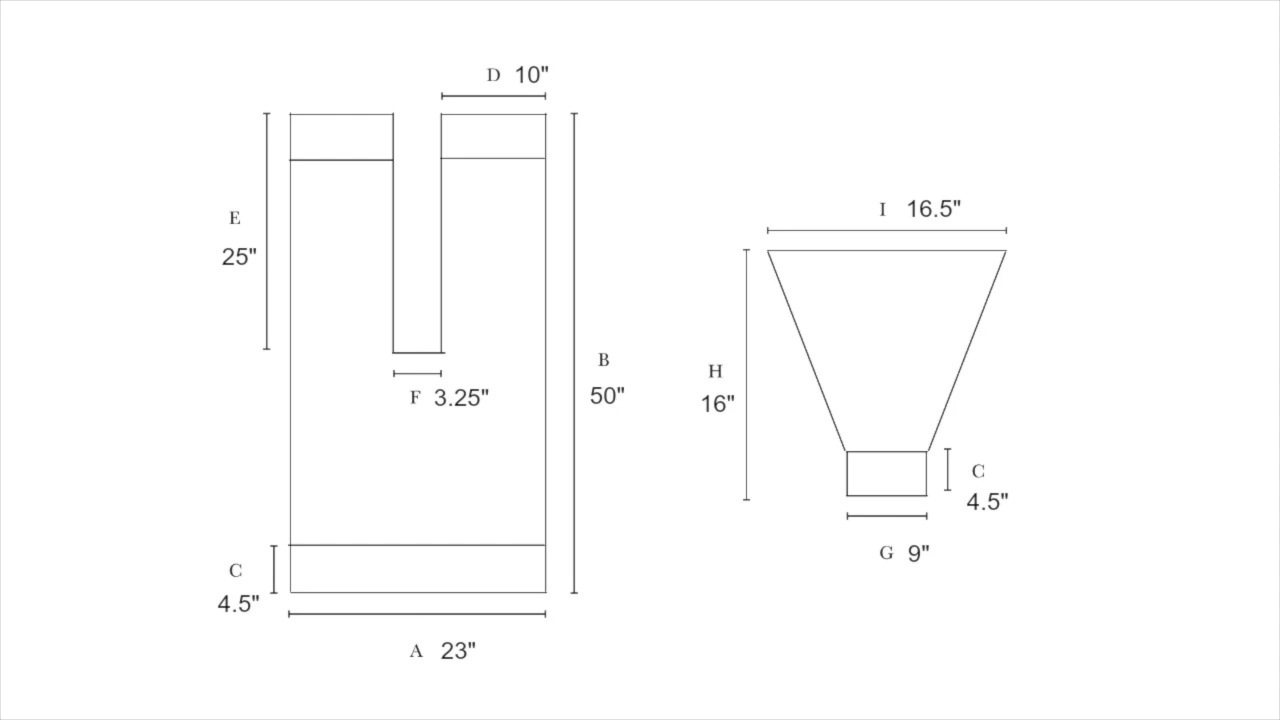 D 10"
E
25"
I 16.5"
B
50"
H
16"
F 3.25"
C
4.5"
G 9"
C
4.5"
A 23"